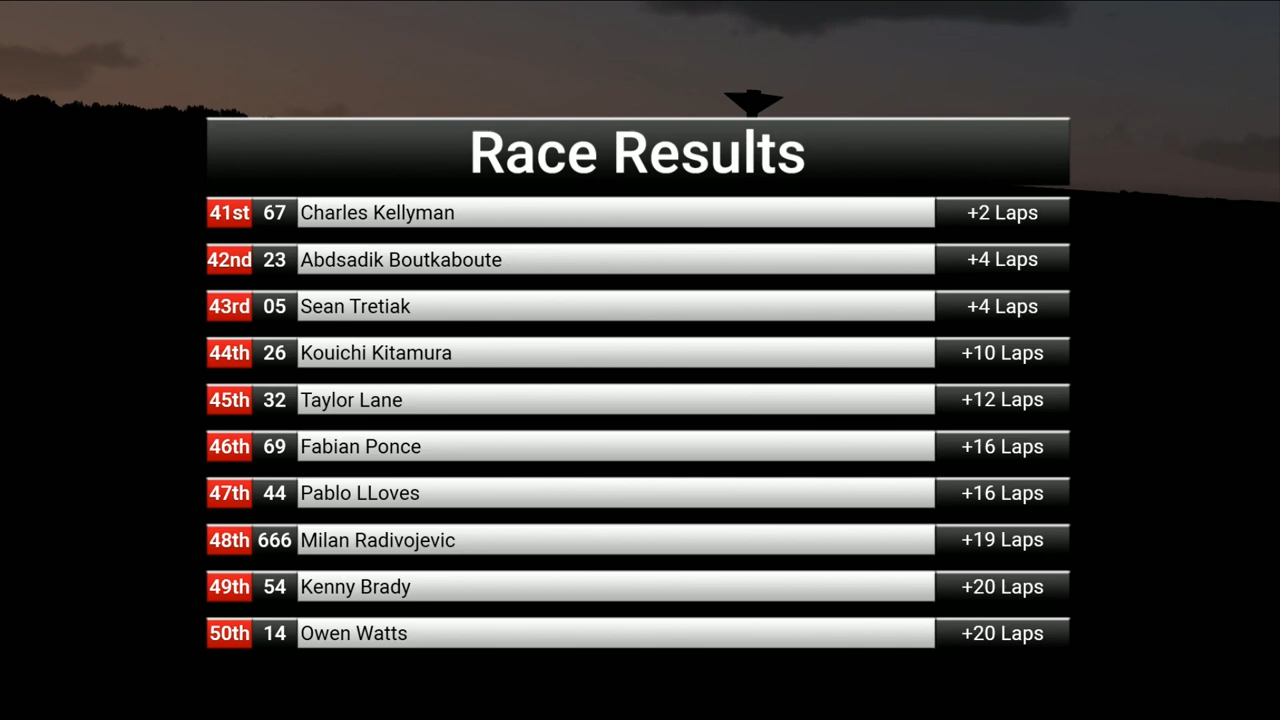 Race Results
41st 67 Charles Kellyman +2 Laps
42nd 23 Abdsadik Boutkaboute +4 Laps
43rd 05 Sean Tretiak +4 Laps
44th 26 Kouichi Kitamura +10 Laps
45th 32 Taylor Lane +12 Laps
46th 69 Fabian Ponce +16 Laps
47th 44 Pablo LLoves +16 Laps
48th 666 Milan Radivojevic +19 Laps
49th 54 Kenny Brady +20 Laps
50th 14 Owen Watts +20 Laps